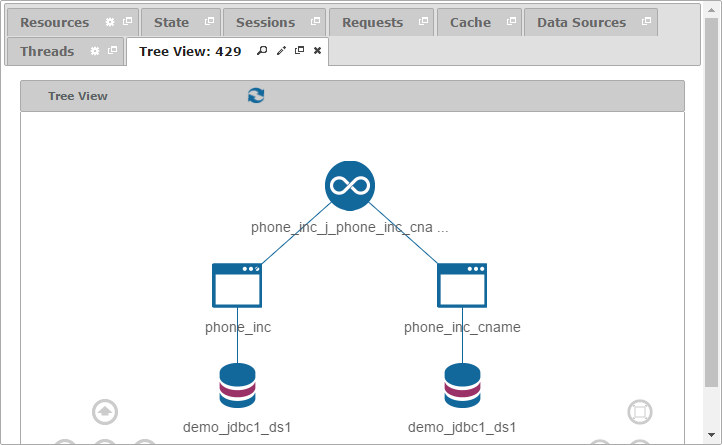 Resources State Sessions Requests Cache Data Sources
Threads Tree View: 429
Tree View
phone_inc_j_phone_inc_cna ...
phone_inc phone_inc_cname
demo_jdbc1_ds1 demo_jdbc1_ds1